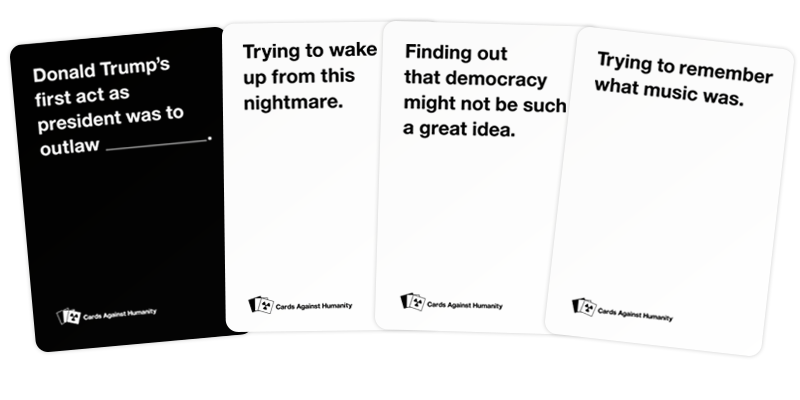 Donald Trump’s
first act as
president was to
outlaw __________.
Cards Against Humanity
Trying to wake
up from this
nightmare.
Cards Against Humanity
Finding out
that democracy
might not be such
a great idea.
Cards Against Humanity
Trying to remember
what music was.
Cards Against Humanity